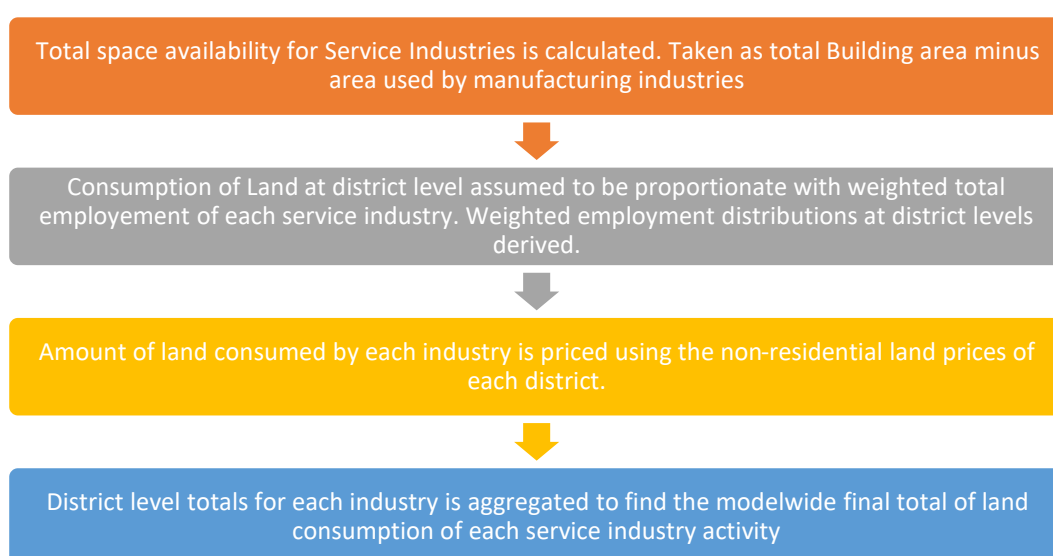 Total space availability for Service Industries is calculated. Taken as total Building area minus
area used by manufacturing industries
Consumption of Land at district level assumed to be proportionate with weighted total
employement of each service industry. Weighted employment distributions at district levels
derived.
Amount of land consumed by each industry is priced using the non-residential land prices of
each district.
District level totals for each industry is aggregated to find the modelwide final total of land
consumption of each service industry activity